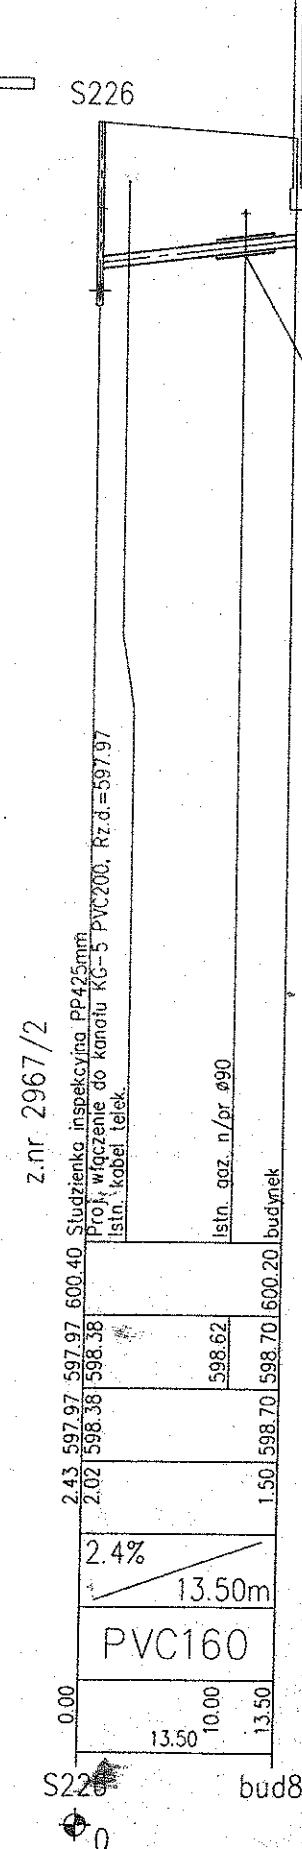 S226
z.nr 2967/2
Studzienka inspekcyjna PP425mm
Proj. włączenie do kanału KG-5 PVC200, Rz.d.=597.97
Istn. kabel telek.
Istn. gaz. n/pr ø90
budynek
600.40
600.20
597.97
598.38
598.62
598.70
597.97
598.38
598.70
2.43
2.02
1.50
2.4%
13.50m
PVC160
0.00
10.00
13.50
13.50
S226
bud8
0